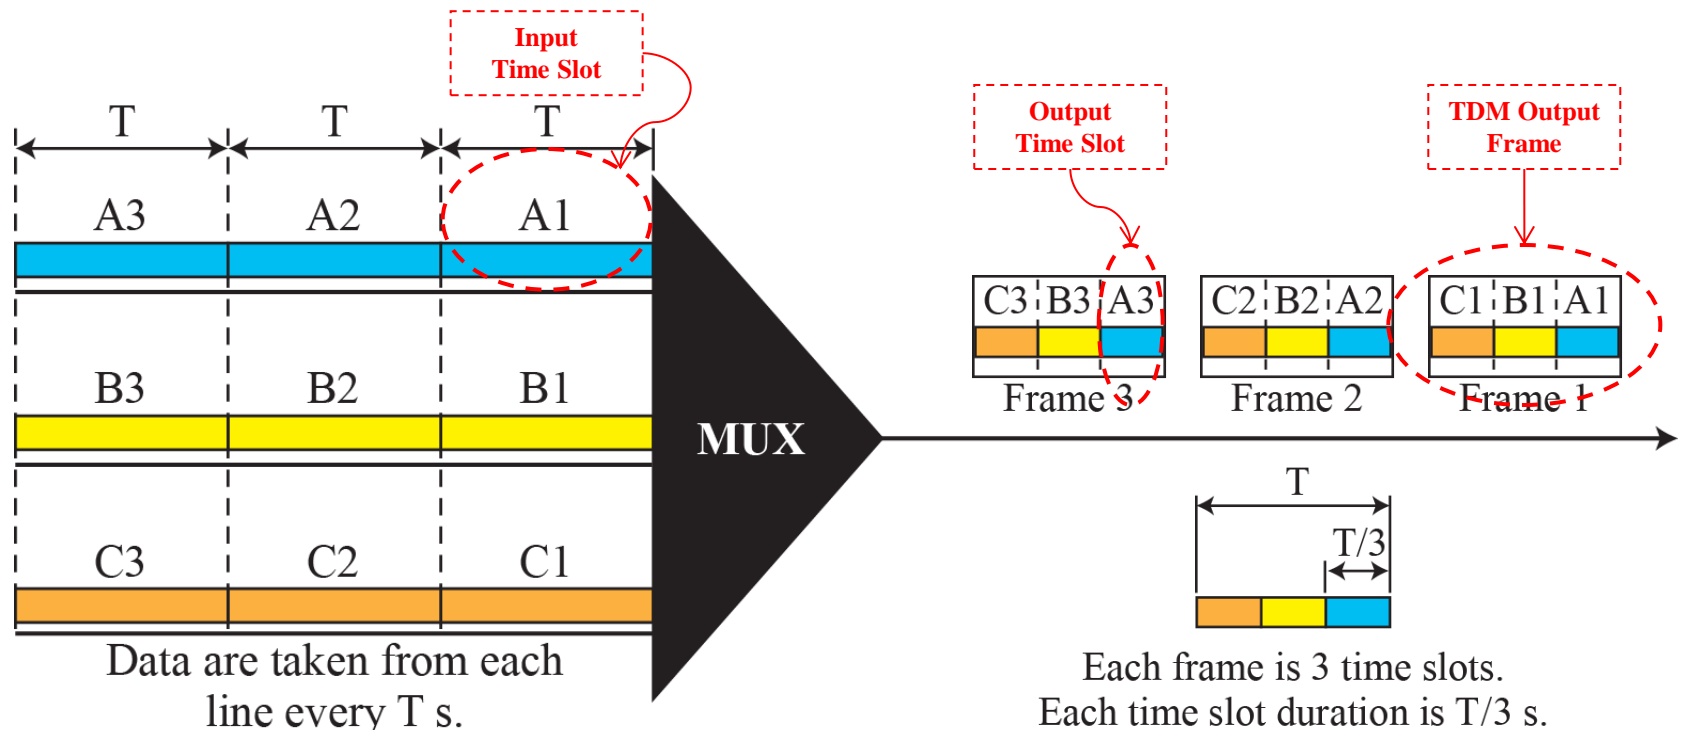 Input
Time Slot
Output
Time Slot
TDM Output
Frame
T T T
A3 A2 A1
B3 B2 B1
C3 C2 C1
MUX
Data are taken from each
line every T s.
C3 B3 A3
Frame 3
C2 B2 A2
Frame 2
C1 B1 A1
Frame 1
T
T/3
Each frame is 3 time slots.
Each time slot duration is T/3 s.